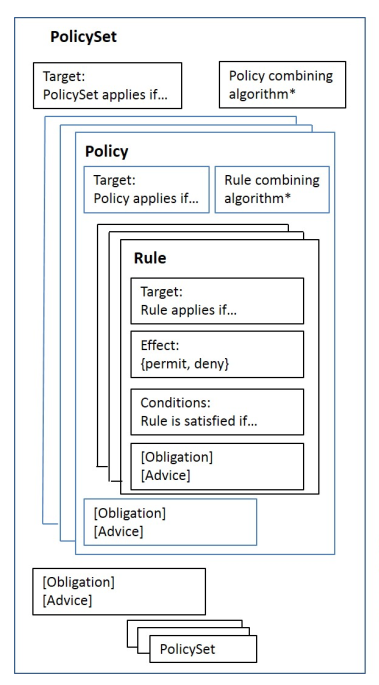 PolicySet
Target:
PolicySet applies if…
Policy combining
algorithm*
Policy
Target:
Policy applies if…
Rule combining
algorithm*
Rule
Target:
Rule applies if…
Effect:
{permit, deny}
Conditions:
Rule is satisfied if…
[Obligation]
[Advice]
[Obligation]
[Advice]
[Obligation]
[Advice]
PolicySet